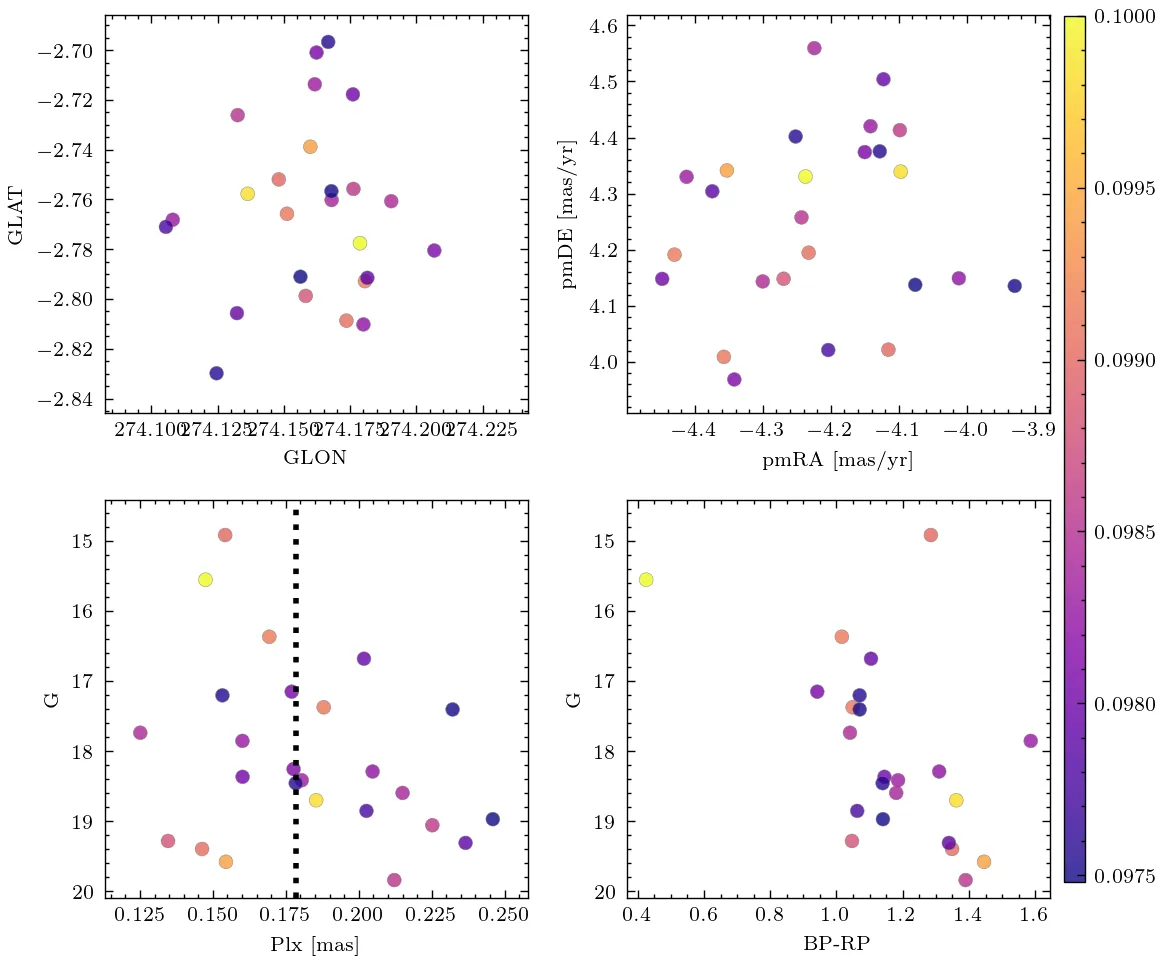 −2.70
−2.72
−2.74
−2.76
−2.78
−2.80
−2.82
−2.84
GLAT
274.100 274.125 274.150 274.175 274.200 274.225
GLON
4.6
4.5
4.4
4.3
4.2
4.1
4.0
pmDE [mas/yr]
−4.4 −4.3 −4.2 −4.1 −4.0 −3.9
pmRA [mas/yr]
0.1000
0.0995
0.0990
0.0985
0.0980
0.0975
15
16
17
18
19
20
G
0.125 0.150 0.175 0.200 0.225 0.250
Plx [mas]
15
16
17
18
19
20
G
0.4 0.6 0.8 1.0 1.2 1.4 1.6
BP-RP